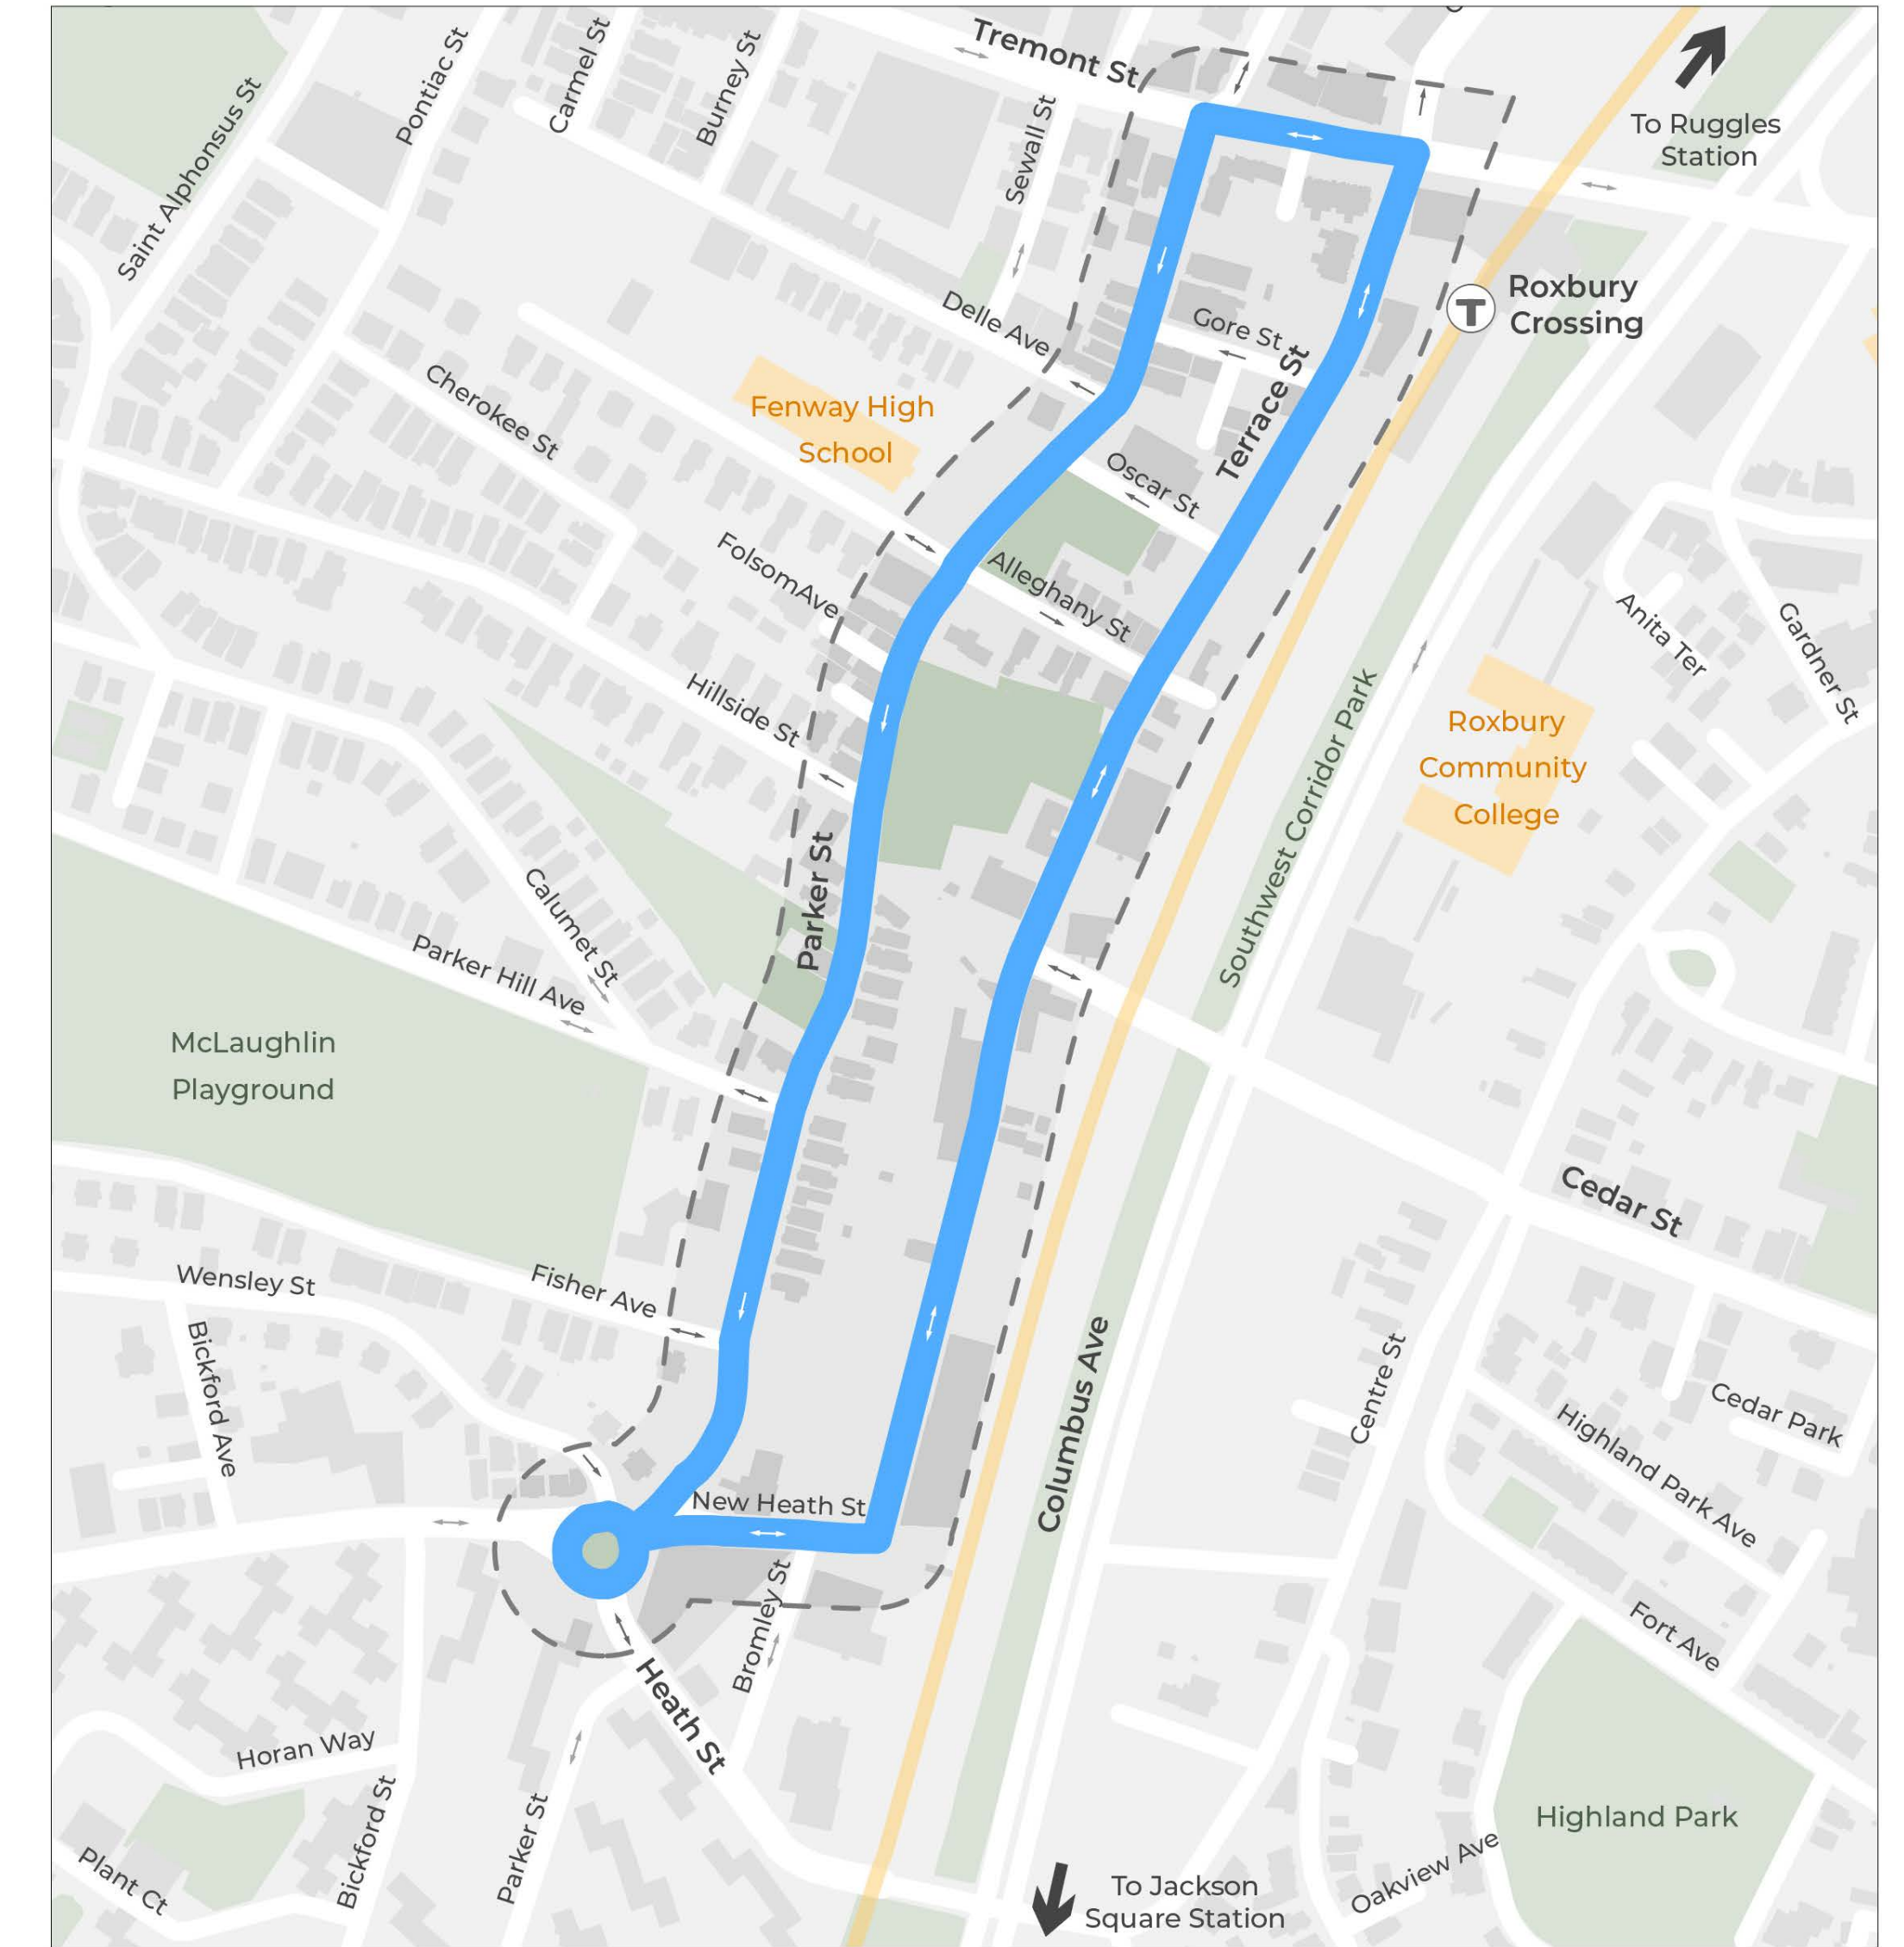 Tremont St
To Ruggles
Station
Saint Alphonsus St
Pontiac St
Carmel St
Burney St
Sewall St
Delle Ave
Gore St
Terrace St
T
Roxbury
Crossing
Cherokee St
Fenway High
School
Oscar St
FolsomAve
Alleghany St
Hillside St
Anita Ter
Gardner St
Roxbury
Community
College
Southwest Corridor Park
Parker St
Calumet St
Parker Hill Ave
McLaughlin
Playground
Cedar St
Wensley St
Fisher Ave
Bickford Ave
Columbus Ave
Centre St
Cedar Park
Highland Park Ave
New Heath St
Bromley St
Fort Ave
Heath St
Horan Way
Bickford St
Parker St
Plant Ct
Highland Park
Oakview Ave
To Jackson
Square Station